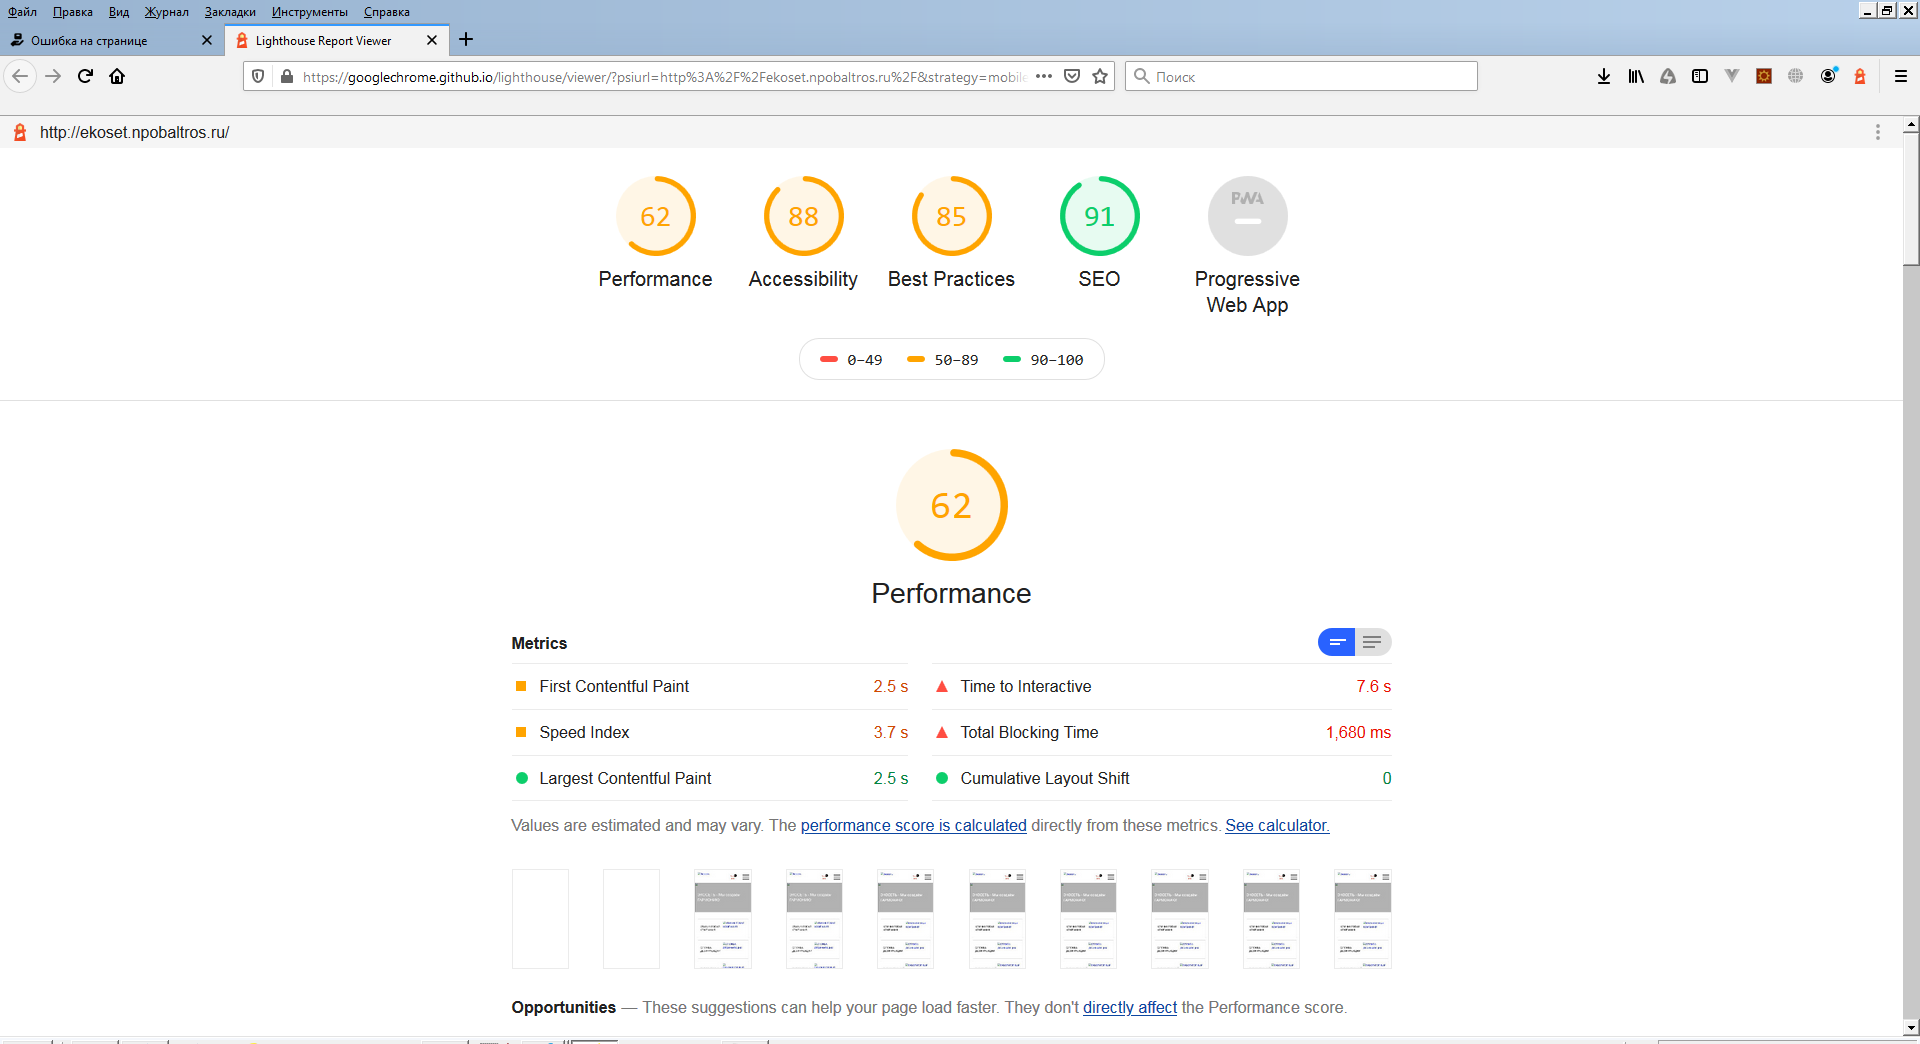 Файл Правка Вид Журнал Закладки Инструменты Справка
Ошибка на странице
Lighthouse Report Viewer
https://googlechrome.github.io/lighthouse/viewer/?psiurl=http%3A%2F%2Fekoset.npobaltros.ru%2F&strategy=mobile
Поиск
http://ekoset.npobaltros.ru/
62 88 85 91 PWA
Performance Accessibility Best Practices SEO Progressive
Web App
0–49 50–89 90–100
62
Performance
Metrics
First Contentful Paint 2.5 s Time to Interactive 7.6 s
Speed Index 3.7 s Total Blocking Time 1,680 ms
Largest Contentful Paint 2.5 s Cumulative Layout Shift 0
Values are estimated and may vary. The performance score is calculated directly from these metrics. See calculator.
Opportunities — These suggestions can help your page load faster. They don't directly affect the Performance score.